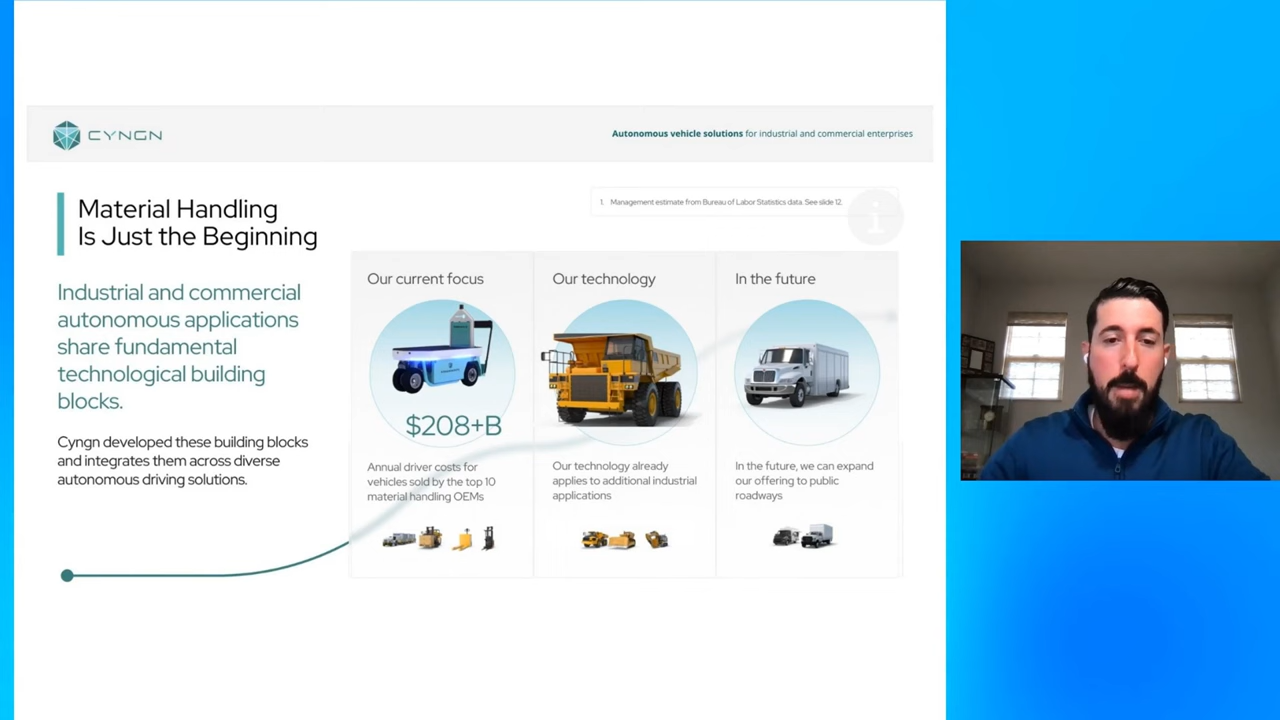 CYNGN
Autonomous vehicle solutions for industrial and commercial enterprises
Material Handling
Is Just the Beginning
1. Management estimate from Bureau of Labor Statistics data. See slide 12.
i
Industrial and commercial
autonomous applications
share fundamental
technological building
blocks.
Cyngn developed these building blocks
and integrates them across diverse
autonomous driving solutions.
Our current focus
$208+B
Annual driver costs for
vehicles sold by the top 10
material handling OEMs
Our technology
Our technology already
applies to additional industrial
applications
In the future
In the future, we can expand
our offering to public
roadways